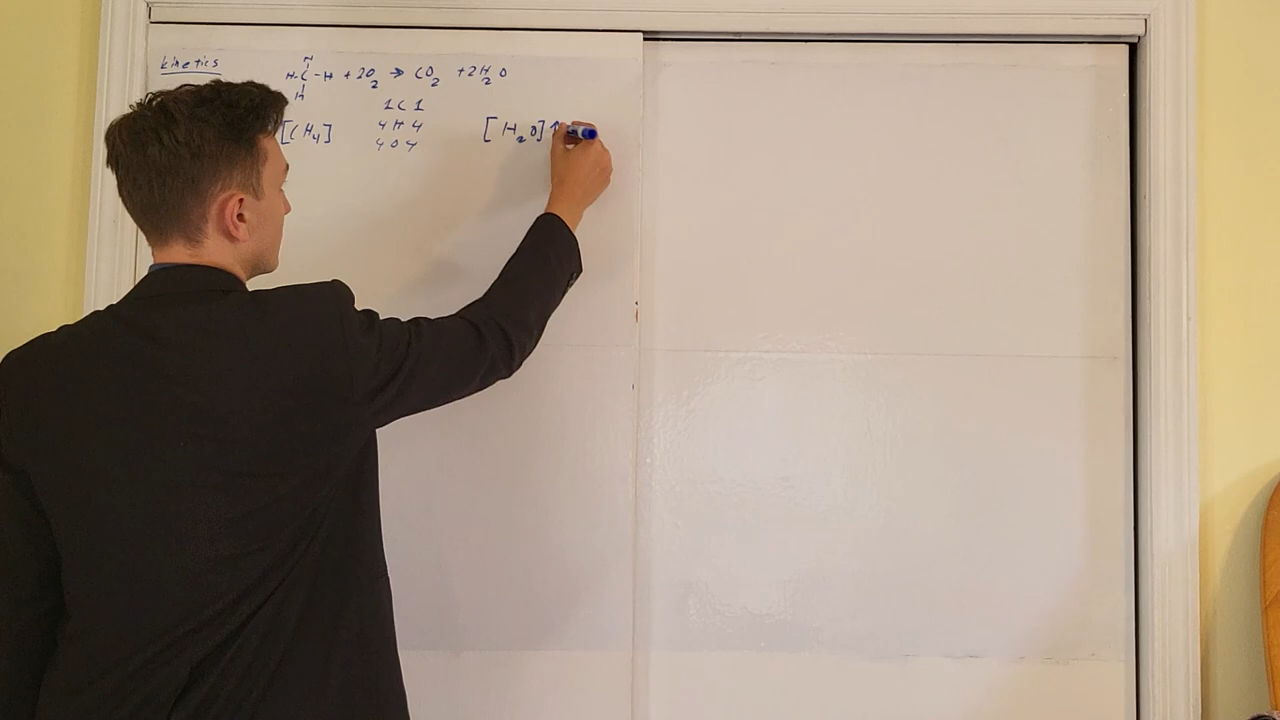 kinetics
H
H-C-H + 2O2 → CO2 + 2H2O
H
1 C 1
[CH4] 4 H 4 [H2O]↑
4 O 4